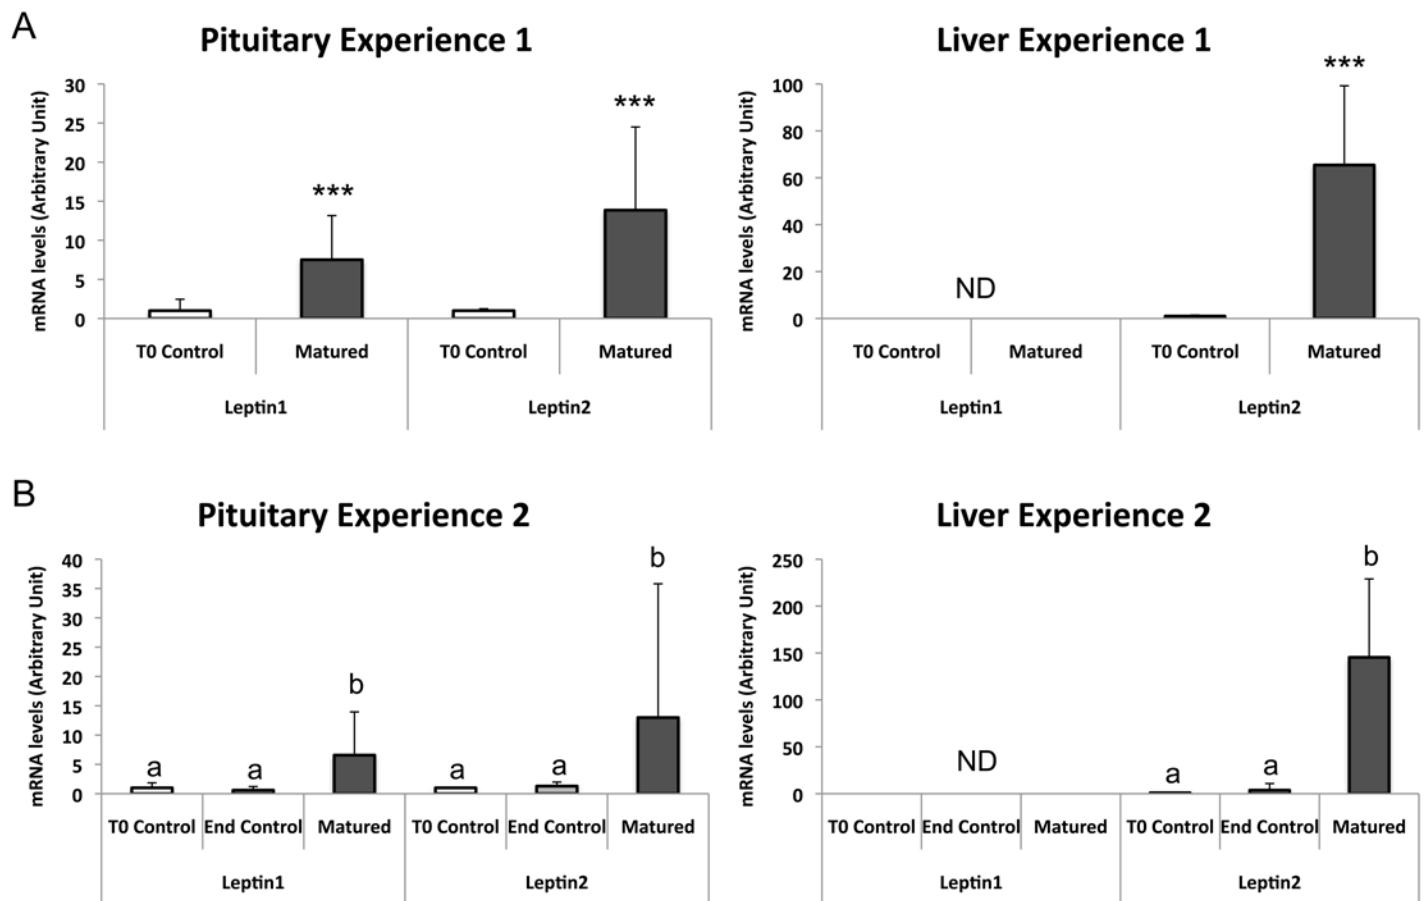 A
Pituitary Experience 1
mRNA levels (Arbitrary Unit)
30
25
20
15
10
5
0
***
***
T0 Control Matured T0 Control Matured
Leptin1 Leptin2
Liver Experience 1
mRNA levels (Arbitrary Unit)
100
80
60
40
20
0
***
ND
T0 Control Matured T0 Control Matured
Leptin1 Leptin2
B
Pituitary Experience 2
mRNA levels (Arbitrary Unit)
40
35
30
25
20
15
10
5
0
a a b a a b
T0 Control End Control Matured T0 Control End Control Matured
Leptin1 Leptin2
Liver Experience 2
mRNA levels (Arbitrary Unit)
250
200
150
100
50
0
ND a a b
T0 Control End Control Matured T0 Control End Control Matured
Leptin1 Leptin2